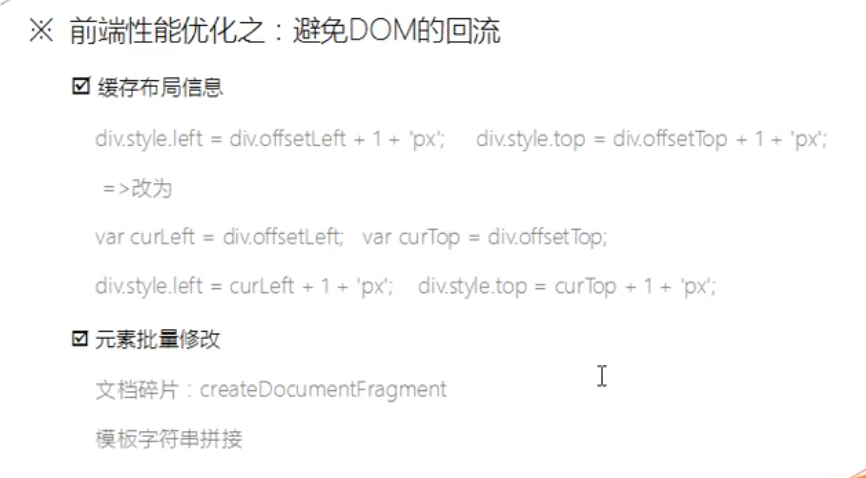 ※ 前端性能优化之：避免DOM的回流
☑ 缓存布局信息
div.style.left = div.offsetLeft + 1 + 'px'; div.style.top = div.offsetTop + 1 + 'px';
=>改为
var curLeft = div.offsetLeft; var curTop = div.offsetTop;
div.style.left = curLeft + 1 + 'px'; div.style.top = curTop + 1 + 'px';
☑ 元素批量修改
文档碎片：createDocumentFragment
模板字符串拼接